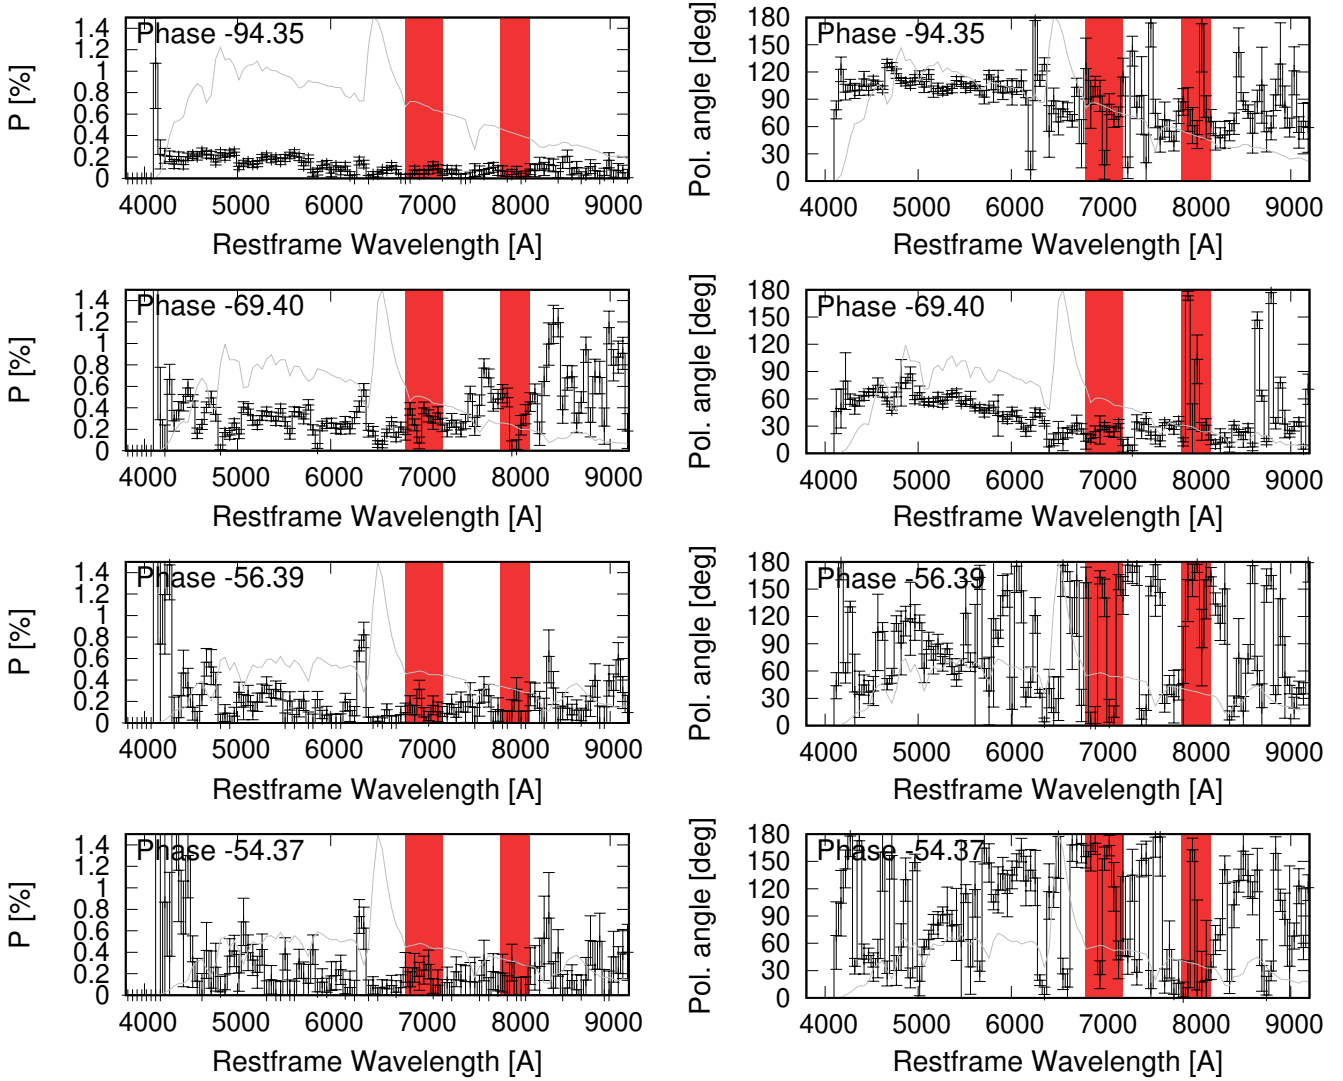 P [%]
1.4
1.2
1
0.8
0.6
0.4
0.2
0
Phase -94.35
4000 5000 6000 7000 8000 9000
Restframe Wavelength [A]
Pol. angle [deg]
180
150
120
90
60
30
0
Phase -94.35
4000 5000 6000 7000 8000 9000
Restframe Wavelength [A]
P [%]
1.4
1.2
1
0.8
0.6
0.4
0.2
0
Phase -69.40
4000 5000 6000 7000 8000 9000
Restframe Wavelength [A]
Pol. angle [deg]
180
150
120
90
60
30
0
Phase -69.40
4000 5000 6000 7000 8000 9000
Restframe Wavelength [A]
P [%]
1.4
1.2
1
0.8
0.6
0.4
0.2
0
Phase -56.39
4000 5000 6000 7000 8000 9000
Restframe Wavelength [A]
Pol. angle [deg]
180
150
120
90
60
30
0
Phase -56.39
4000 5000 6000 7000 8000 9000
Restframe Wavelength [A]
P [%]
1.4
1.2
1
0.8
0.6
0.4
0.2
0
Phase -54.37
4000 5000 6000 7000 8000 9000
Restframe Wavelength [A]
Pol. angle [deg]
180
150
120
90
60
30
0
Phase -54.37
4000 5000 6000 7000 8000 9000
Restframe Wavelength [A]